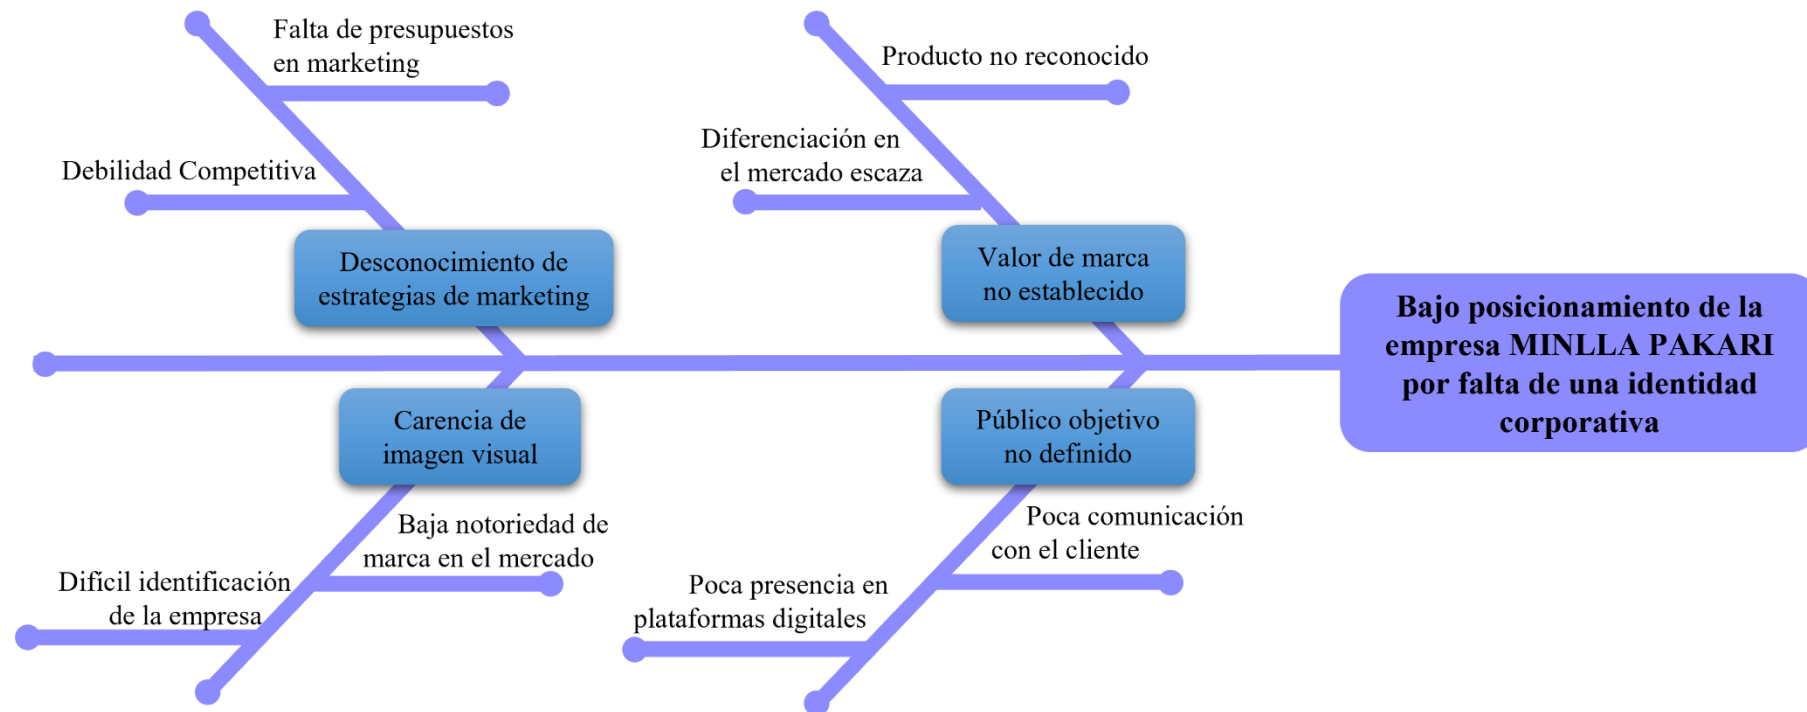 Falta de presupuestos
en marketing
Debilidad Competitiva
Desconocimiento de
estrategias de marketing
Producto no reconocido
Diferenciación en
el mercado escaza
Valor de marca
no establecido
Carencia de
imagen visual
Baja notoriedad de
marca en el mercado
Difícil identificación
de la empresa
Público objetivo
no definido
Poca comunicación
con el cliente
Poca presencia en
plataformas digitales
Bajo posicionamiento de la
empresa MINLLA PAKARI
por falta de una identidad
corporativa